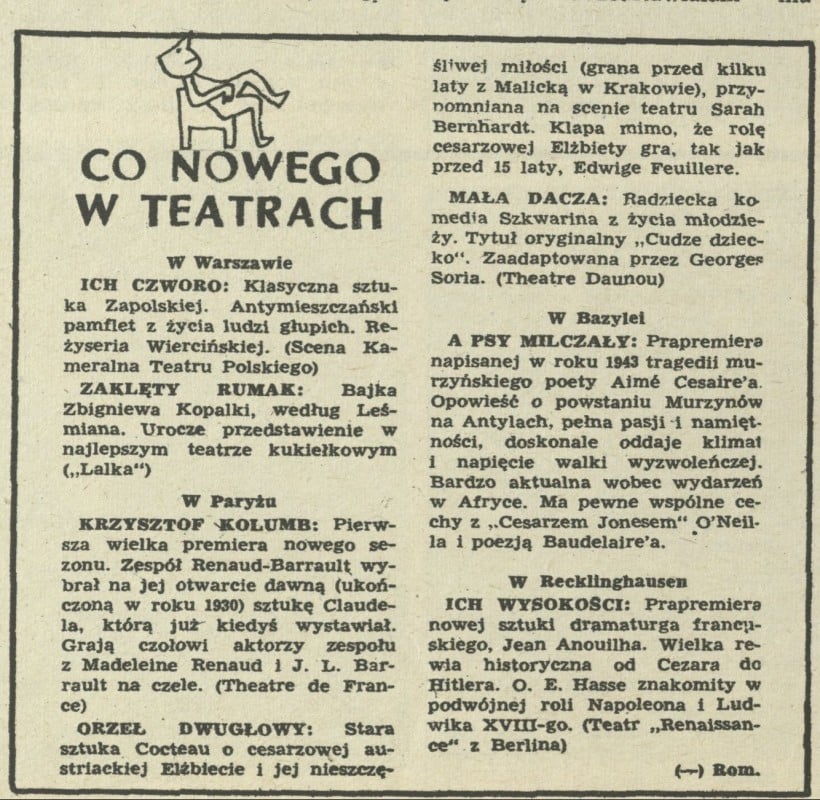 CO NOWEGO
W TEATRACH
W Warszawie
ICH CZWORO: Klasyczna sztu-
ka Zapolskiej. Antymieszczański
pamflet z życia ludzi głupich. Re-
żyseria Wiercińskiej. (Scena Ka-
meralna Teatru Polskiego)
ZAKLĘTY RUMAK: Bajka
Zbigniewa Kopalki, według Leś-
miana. Urocze przedstawienie w
najlepszym teatrze kukiełkowym
(„Lalka“)
W Paryżu
KRZYSZTOF KOLUMB: Pierw-
sza wielka premiera nowego se-
zonu. Zespół Renaud-Barrault wy-
brał na jej otwarcie dawną (ukoń-
czoną w roku 1930) sztukę Claude-
la, którą już kiedyś wystawiał.
Grają czołowi aktorzy zespołu
z Madeleine Renaud i J. L. Bar-
rault na czele. (Theatre de Fran-
ce)
ORZEŁ DWUGŁOWY: Stara
sztuka Cocteau o cesarzowej au-
striackiej Elżbiecie i jej nieszczę-
śliwej miłości (grana przed kilku
laty z Malicką w Krakowie), przy-
pomniana na scenie teatru Sarah
Bernhardt. Klapa mimo, że rolę
cesarzowej Elżbiety gra, tak jak
przed 15 laty, Edwige Feuillere.
MAŁA DACZA: Radziecka ko-
media Szkwarina z życia młodzie-
ży. Tytuł oryginalny „Cudze dziec-
ko“. Zaadaptowana przez Georges
Soria. (Theatre Daunou)
W Bazylei
A PSY MILCZAŁY: Prapremiera
napisanej w roku 1943 tragedii mu-
rzyńskiego poety Aimé Cesaire'a.
Opowieść o powstaniu Murzynów
na Antylach, pełna pasji i namięt-
ności, doskonale oddaje klimat
i napięcie walki wyzwoleńczej.
Bardzo aktualna wobec wydarzeń
w Afryce. Ma pewne wspólne ce-
chy z „Cesarzem Jonesem“ O'Neil-
la i poezją Baudelaire'a.
W Recklinghausen
ICH WYSOKOŚCI: Prapremiera
nowej sztuki dramaturga francu-
skiego, Jean Anouilha. Wielka re-
wia historyczna od Cezara do
Hitlera. O. E. Hasse znakomity w
podwójnej roli Napoleona i Lud-
wika XVIII-go. (Teatr „Renaissan-
ce“ z Berlina)
(—) Rom.